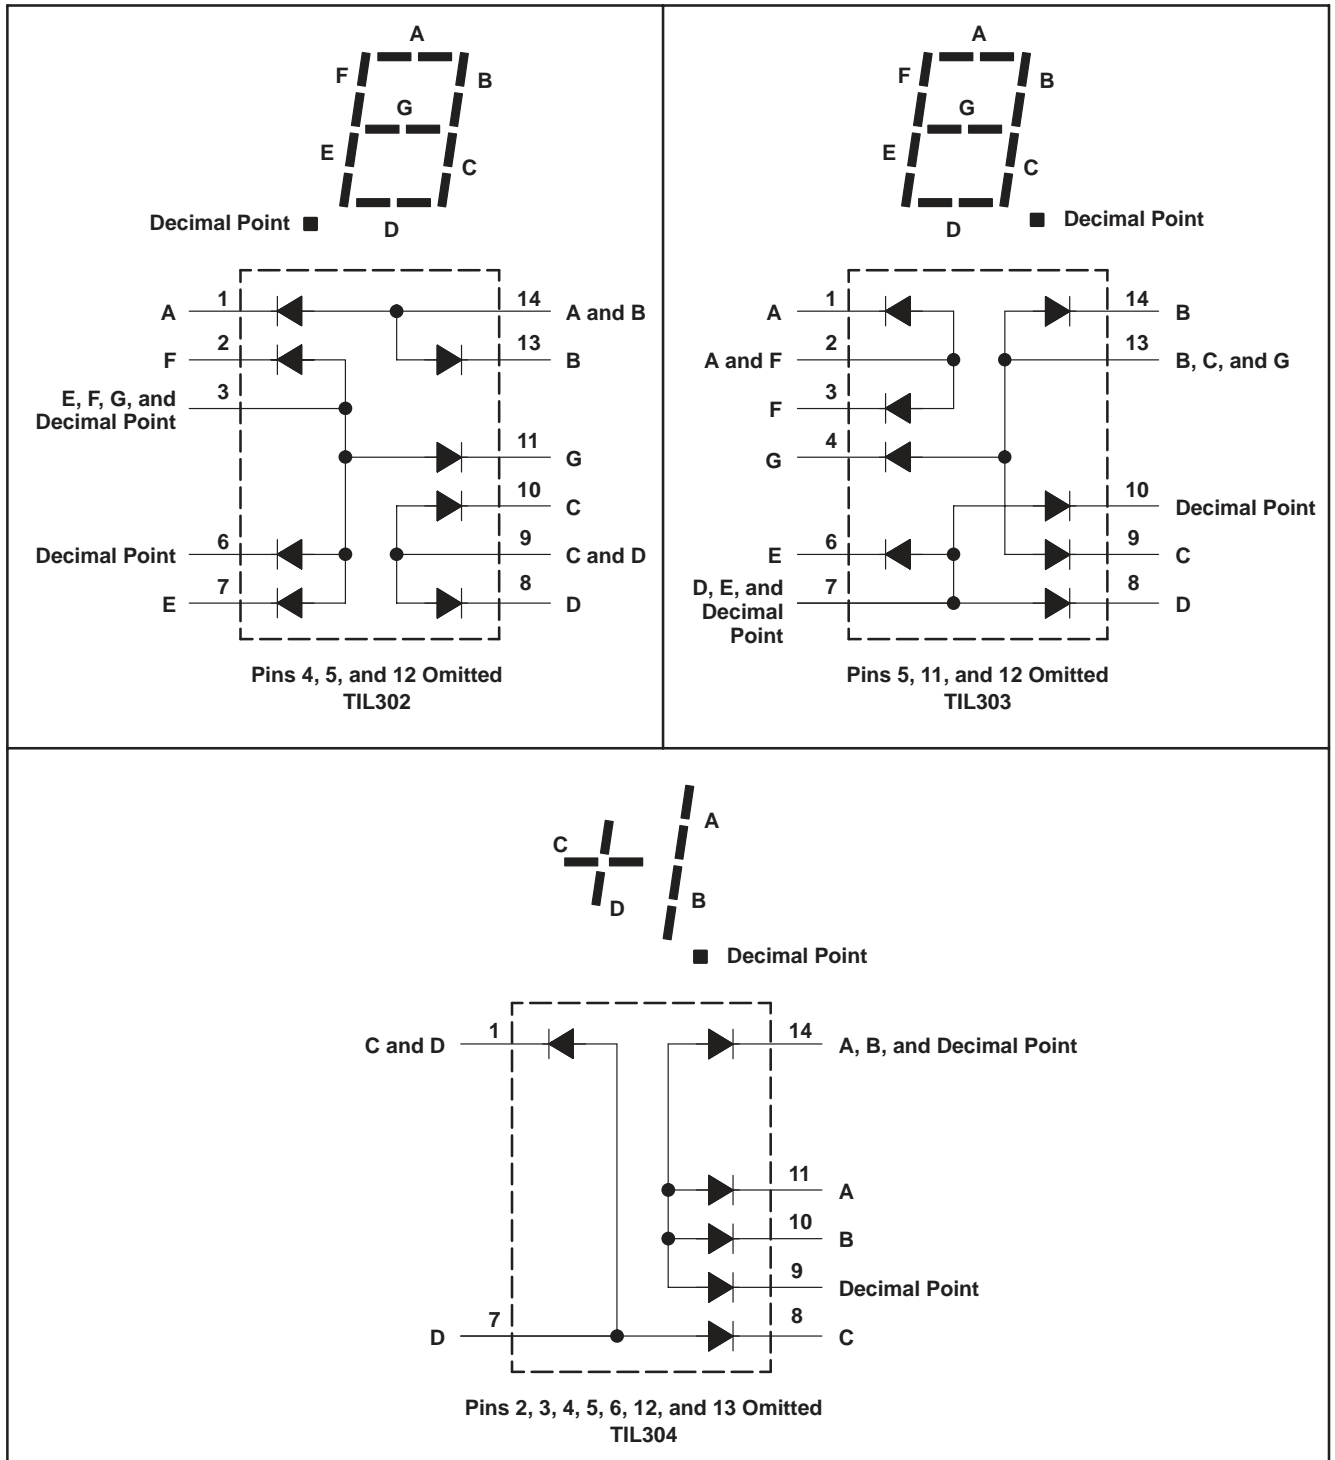 A
F
B
G
E
C
Decimal Point
D
A 1
14 A and B
F 2
13 B
E, F, G, and
Decimal Point
3
11 G
10 C
Decimal Point 6
9 C and D
E 7
8 D
Pins 4, 5, and 12 Omitted
TIL302
A
F
B
G
E
C
Decimal Point
D
A 1
14 B
A and F 2
13 B, C, and G
F 3
G 4
10 Decimal Point
E 6
9 C
D, E, and
Decimal
Point
7
8 D
Pins 5, 11, and 12 Omitted
TIL303
A
C
B
D
Decimal Point
C and D 1
14 A, B, and Decimal Point
11 A
10 B
9 Decimal Point
D 7
8 C
Pins 2, 3, 4, 5, 6, 12, and 13 Omitted
TIL304